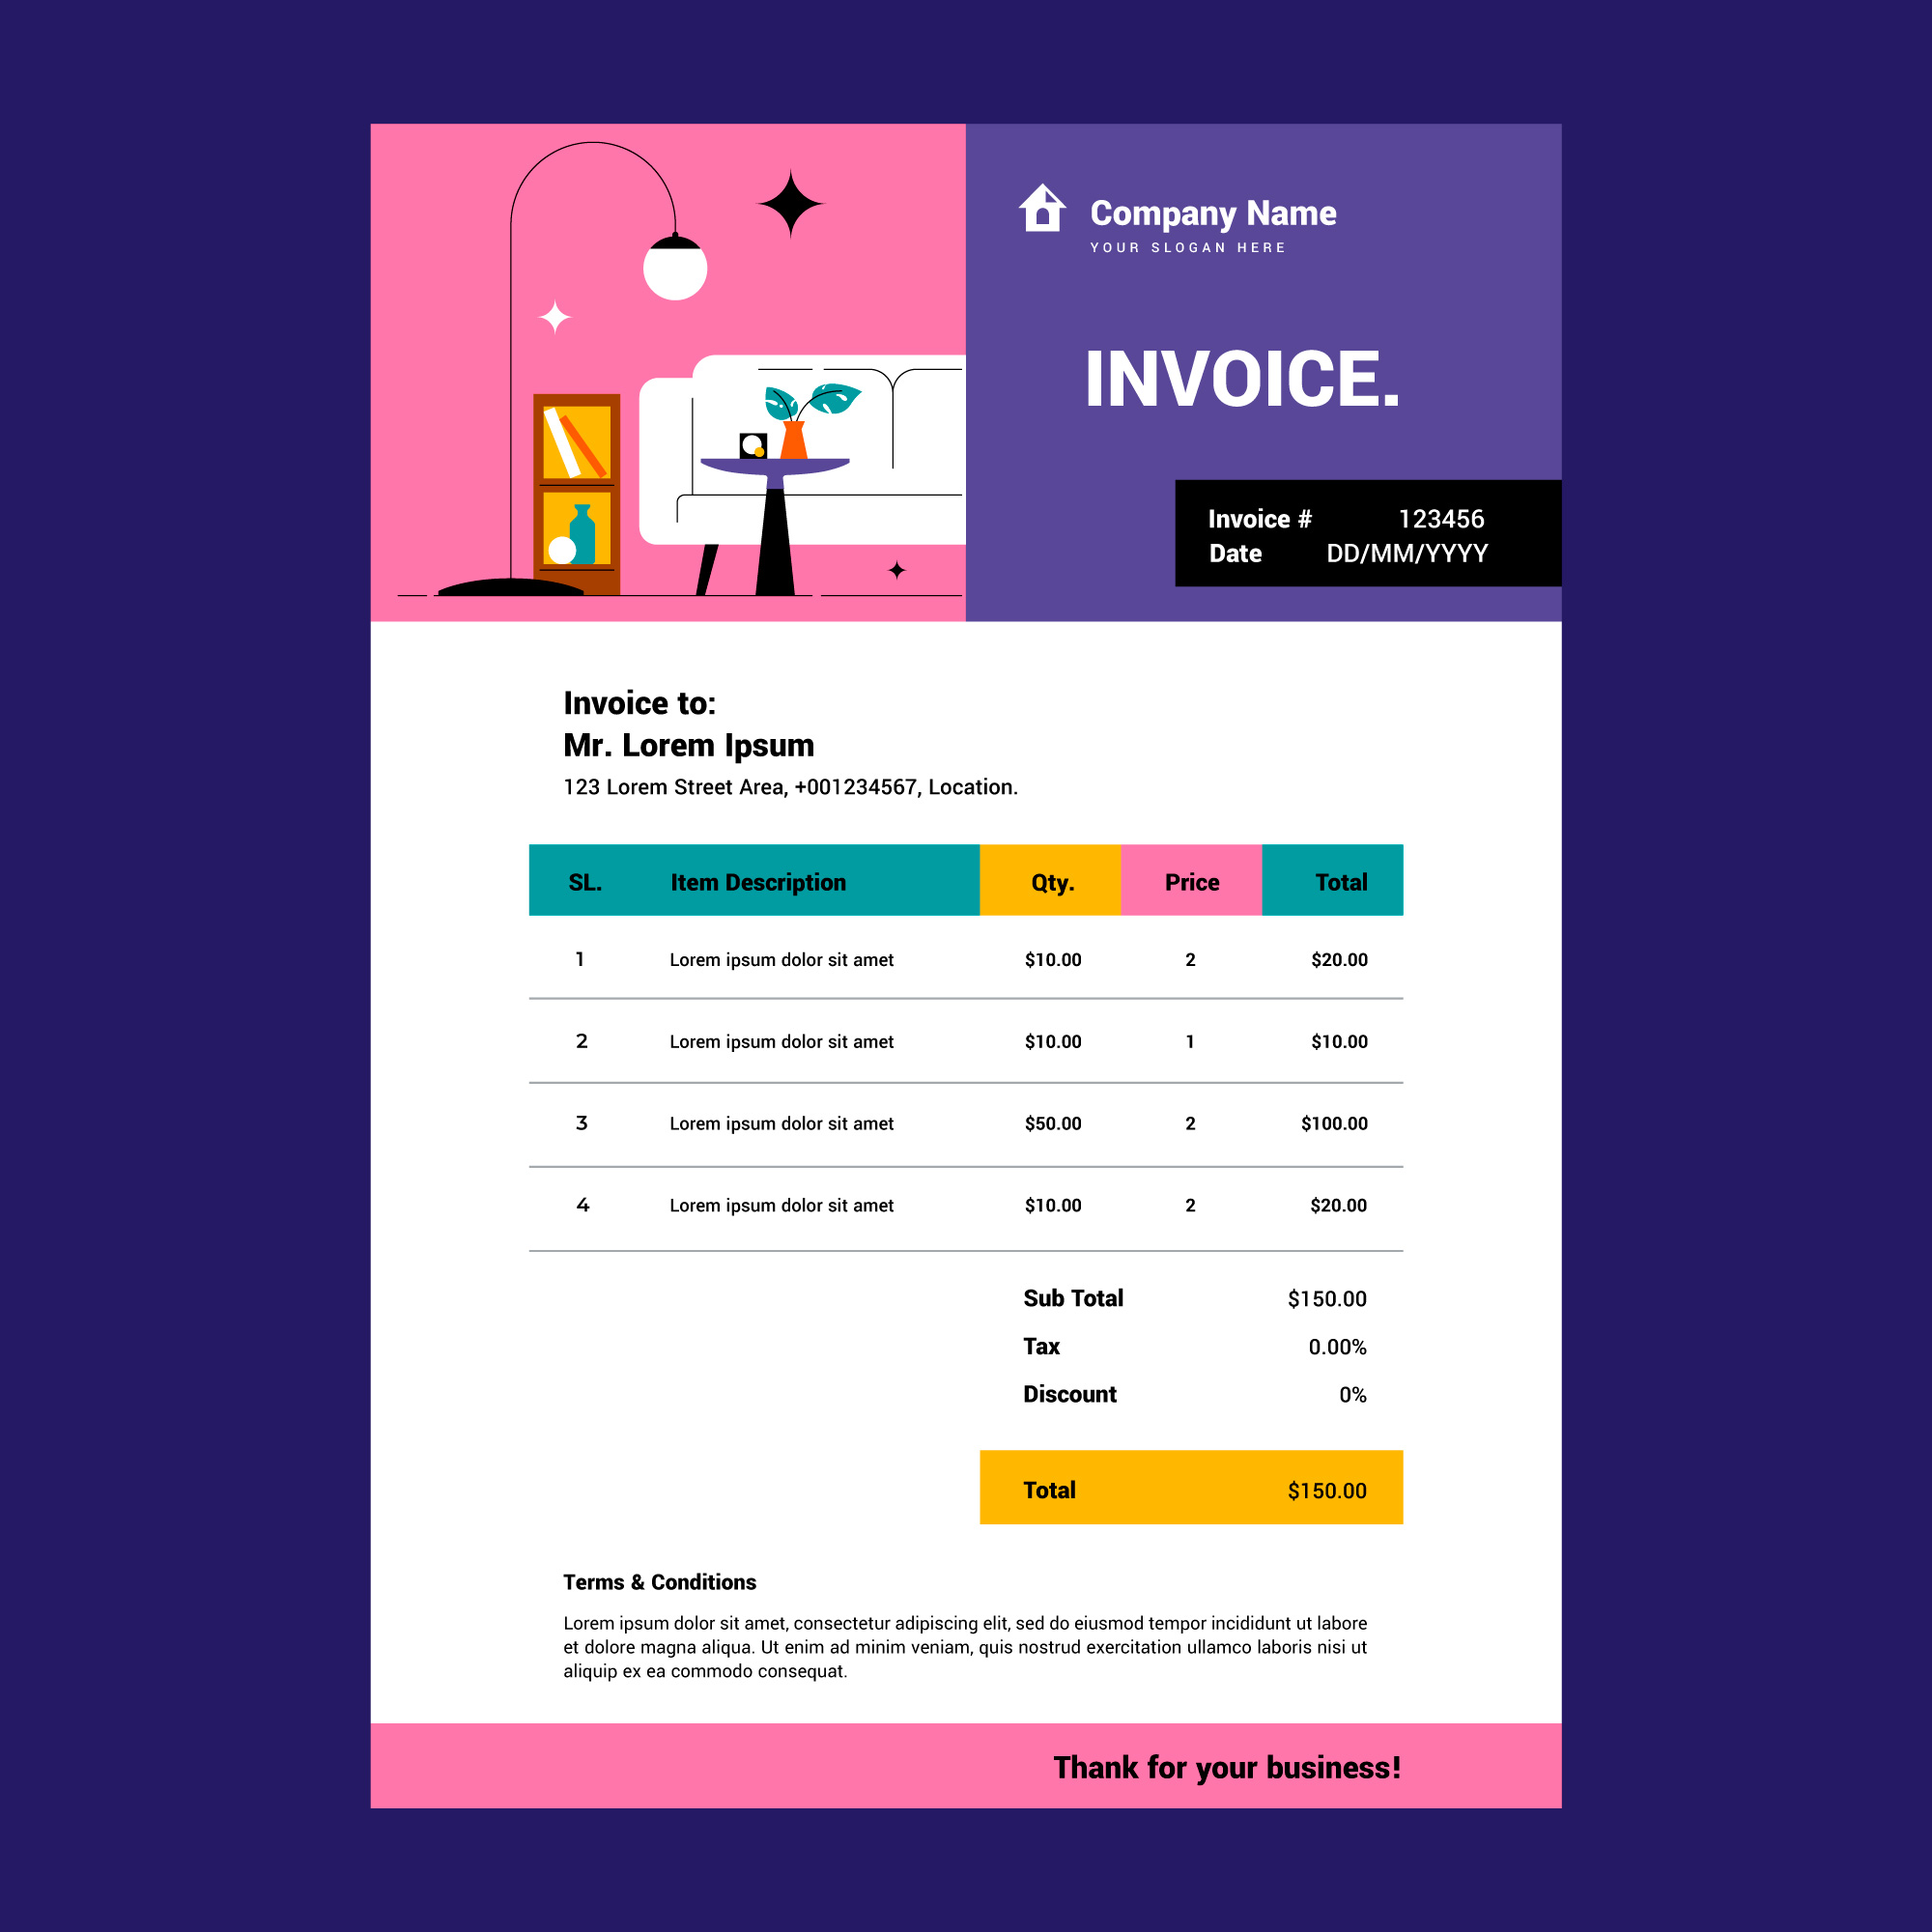 Company Name
YOUR SLOGAN HERE
INVOICE.
Invoice # 123456
Date DD/MM/YYYY
Invoice to:
Mr. Lorem Ipsum
123 Lorem Street Area, +001234567, Location.
SL. Item Description Qty. Price Total
1 Lorem ipsum dolor sit amet $10.00 2 $20.00
2 Lorem ipsum dolor sit amet $10.00 1 $10.00
3 Lorem ipsum dolor sit amet $50.00 2 $100.00
4 Lorem ipsum dolor sit amet $10.00 2 $20.00
Sub Total $150.00
Tax 0.00%
Discount 0%
Total $150.00
Terms & Conditions
Lorem ipsum dolor sit amet, consectetur adipiscing elit, sed do eiusmod tempor incididunt ut labore
et dolore magna aliqua. Ut enim ad minim veniam, quis nostrud exercitation ullamco laboris nisi ut
aliquip ex ea commodo consequat.
Thank for your business!